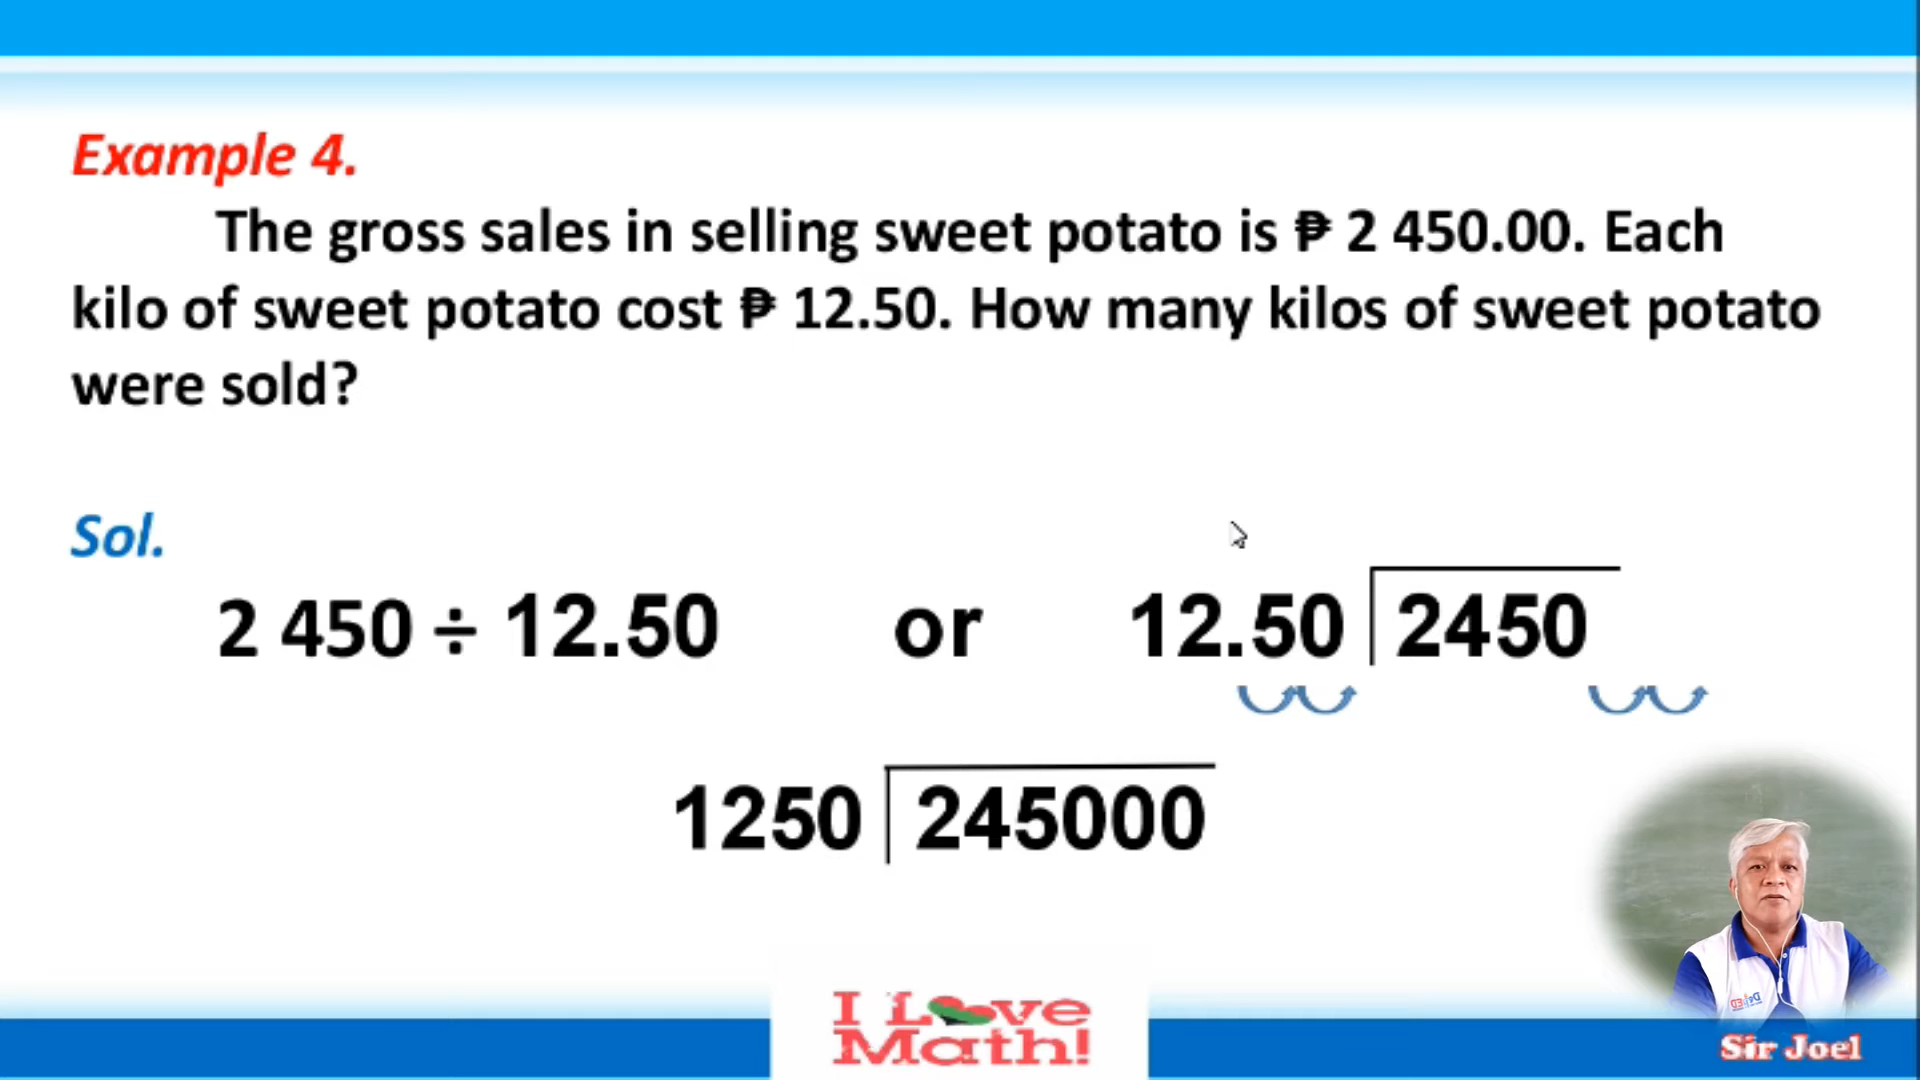 Example 4.
The gross sales in selling sweet potato is ₱ 2 450.00. Each
kilo of sweet potato cost ₱ 12.50. How many kilos of sweet potato
were sold?
Sol.
2 450 ÷ 12.50 or 12.50 2450
1250 245000
I Love
Math!
DepED
Sir Joel